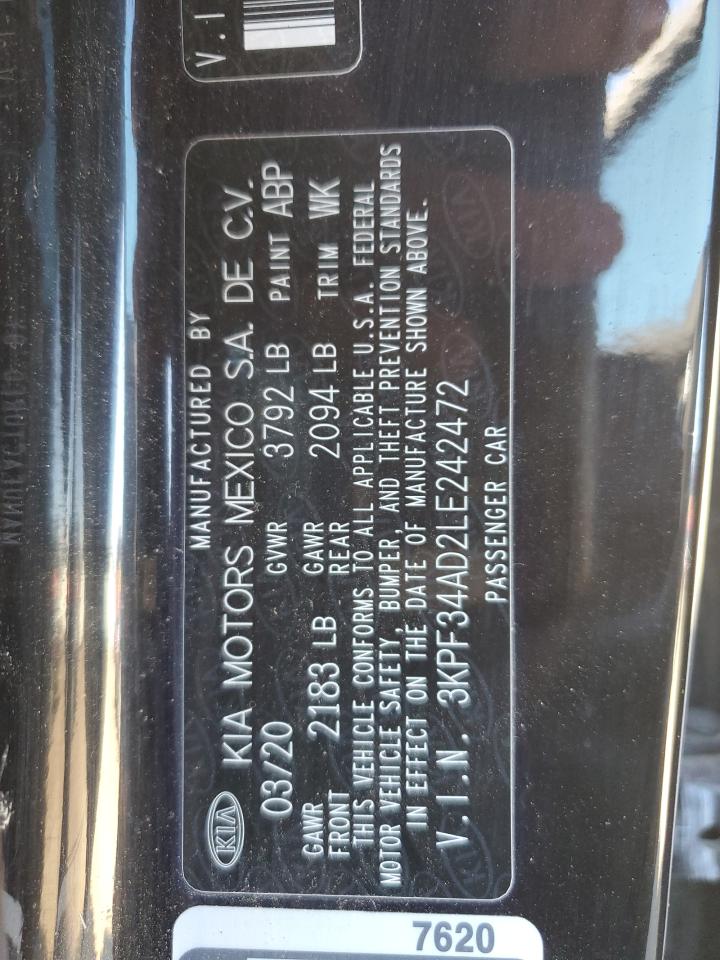 V.I
MANUFACTURED BY
KIA KIA MOTORS MEXICO S.A. DE C.V.
03/20 GVWR 3792 LB PAINT ABP
GAWR FRONT 2183 LB GAWR REAR 2094 LB TRIM WK
THIS VEHICLE CONFORMS TO ALL APPLICABLE U.S.A. FEDERAL
MOTOR VEHICLE SAFETY, BUMPER, AND THEFT PREVENTION STANDARDS
IN EFFECT ON THE DATE OF MANUFACTURE SHOWN ABOVE.
V.I.N. 3KPF34AD2LE242472
PASSENGER CAR
7620